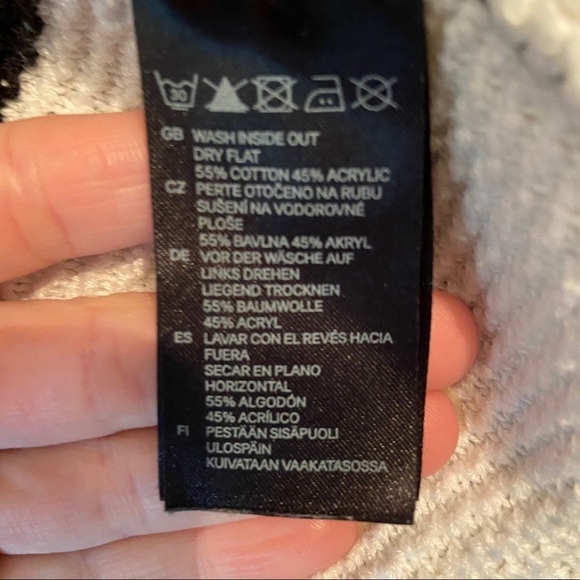 30
GB WASH INSIDE OUT
DRY FLAT
55% COTTON 45% ACRYLIC
CZ PERTE OTOČENO NA RUBU
SUŠENÍ NA VODOROVNÉ
PLOŠE
55% BAVLNA 45% AKRYL
DE VOR DER WÄSCHE AUF
LINKS DREHEN
LIEGEND TROCKNEN
55% BAUMWOLLE
45% ACRYL
ES LAVAR CON EL REVÉS HACIA
FUERA
SECAR EN PLANO
HORIZONTAL
55% ALGODÓN
45% ACRÍLICO
FI PESTÄÄN SISÄPUOLI
ULOSPÄIN
KUIVATAAN VAAKATASOSSA